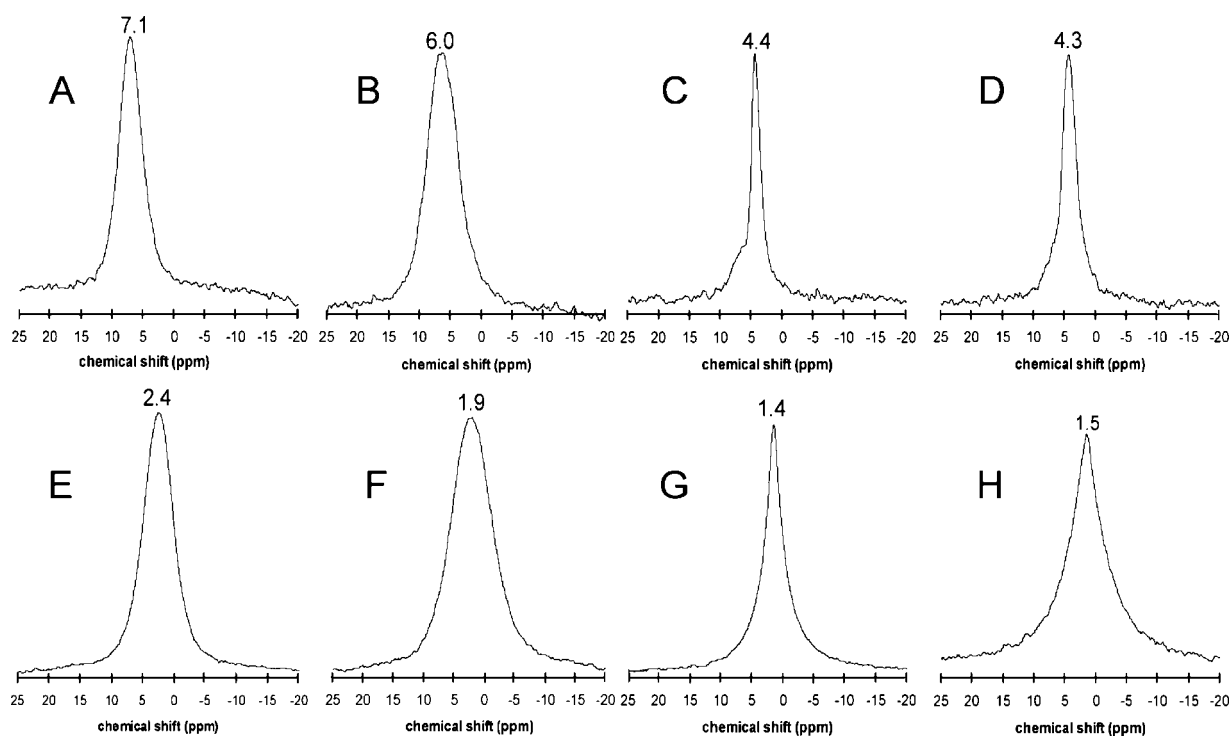 7.1 6.0 4.4 4.3
A B C D
25 20 15 10 5 0 -5 -10 -15 -20 25 20 15 10 5 0 -5 -10 -15 -20 25 20 15 10 5 0 -5 -10 -15 -20 25 20 15 10 5 0 -5 -10 -15 -20
chemical shift (ppm) chemical shift (ppm) chemical shift (ppm) chemical shift (ppm)
2.4 1.9 1.4 1.5
E F G H
25 20 15 10 5 0 -5 -10 -15 -20 25 20 15 10 5 0 -5 -10 -15 -20 25 20 15 10 5 0 -5 -10 -15 -20 25 20 15 10 5 0 -5 -10 -15 -20
chemical shift (ppm) chemical shift (ppm) chemical shift (ppm) chemical shift (ppm)